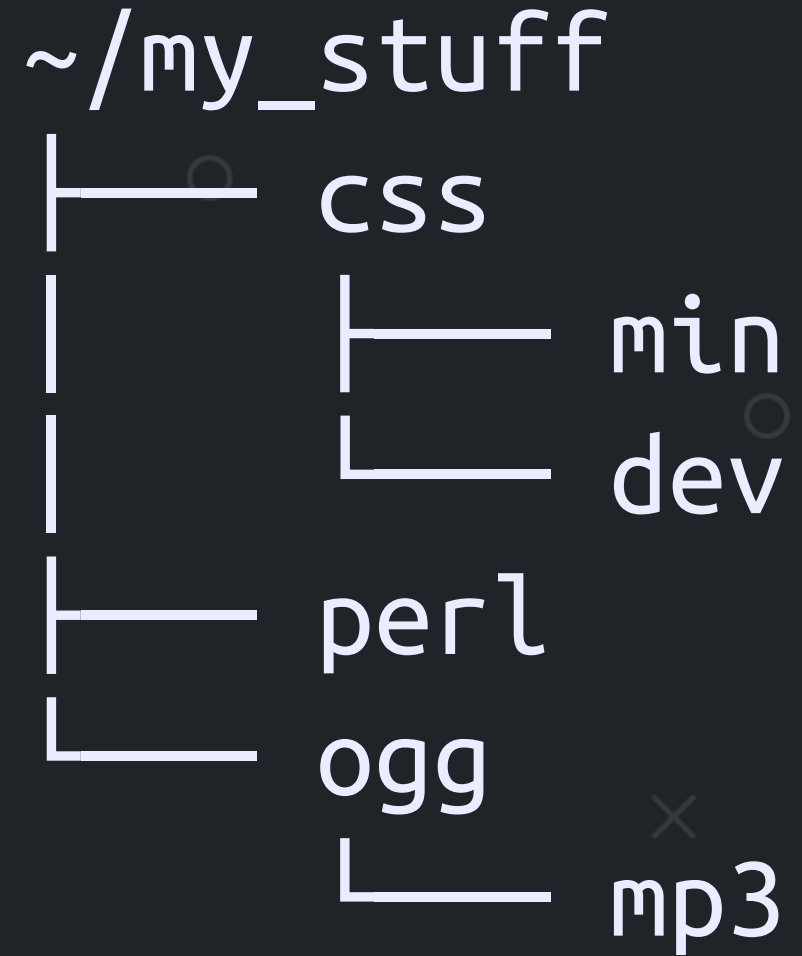 ~/my_stuff
├─── css
│    ├─── min
│    └─── dev
├─── perl
└─── ogg
     └─── mp3